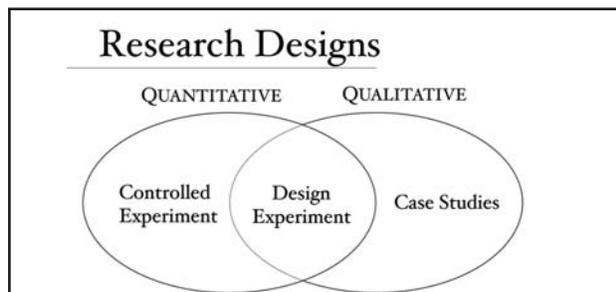 Research Designs
QUANTITATIVE QUALITATIVE
Controlled
Experiment
Design
Experiment
Case Studies